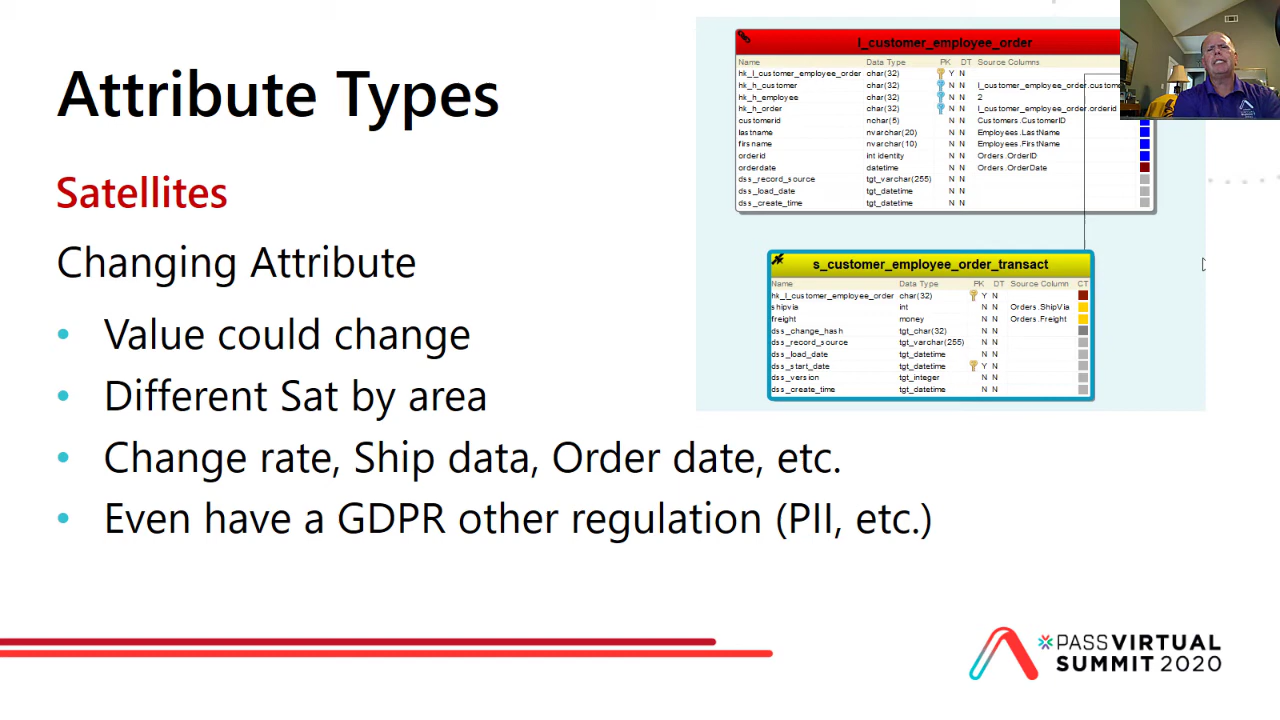 Attribute Types
Satellites
Changing Attribute
• Value could change
• Different Sat by area
• Change rate, Ship data, Order date, etc.
• Even have a GDPR other regulation (PII, etc.)
l_customer_employee_order
Name Data Type PK DT Source Columns
hk_l_customer_employee_order char(32) Y N
hk_h_customer char(32) N N l_customer_employee_order.custome
hk_h_employee char(32) N N 2
hk_h_order char(32) N N l_customer_employee_order.orderid
customerid nchar(5) N N Customers.CustomerID
lastname nvarchar(20) N N Employees.LastName
firsname nvarchar(10) N N Employees.FirstName
orderid int identity N N Orders.OrderID
orderdate datetime N N Orders.OrderDate
dss_record_source tgt_varchar(255) N N
dss_load_date tgt_datetime N N
dss_create_time tgt_datetime N N
s_customer_employee_order_transact
Name Data Type PK DT Source Column CT
hk_l_customer_employee_order char(32) Y N
shipvia int N N Orders.ShipVia
freight money N N Orders.Freight
dss_change_hash tgt_char(32) N N
dss_record_source tgt_varchar(255) N N
dss_load_date tgt_datetime N N
dss_start_date tgt_datetime Y N
dss_version tgt_integer N N
dss_create_time tgt_datetime N N
PASS VIRTUAL
SUMMIT 2020